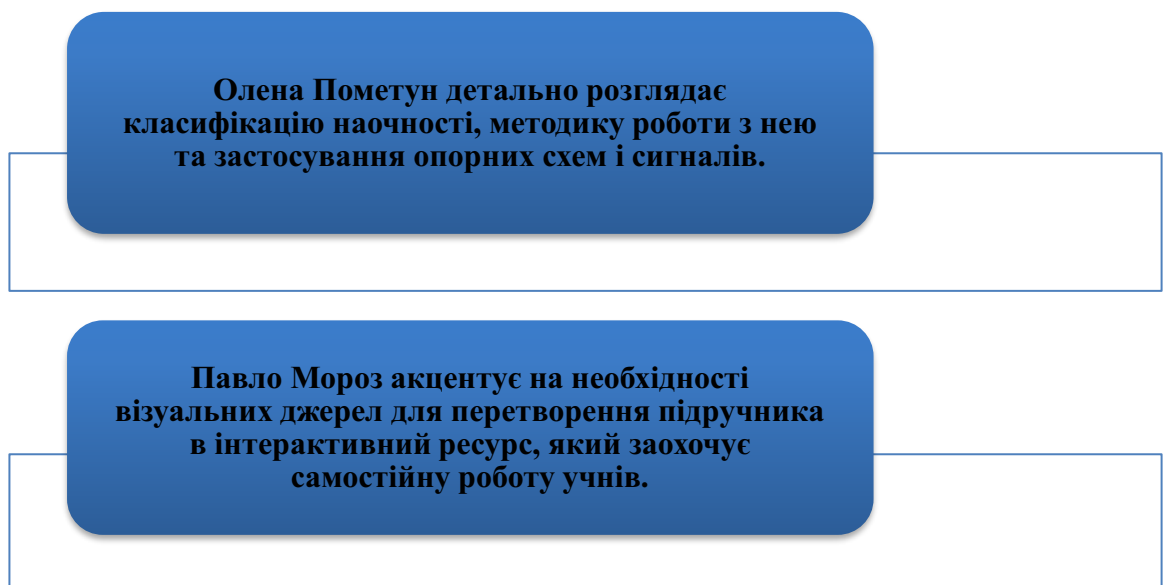 Олена Пометун детально розглядає
класифікацію наочності, методику роботи з нею
та застосування опорних схем і сигналів.
Павло Мороз акцентує на необхідності
візуальних джерел для перетворення підручника
в інтерактивний ресурс, який заохочує
самостійну роботу учнів.